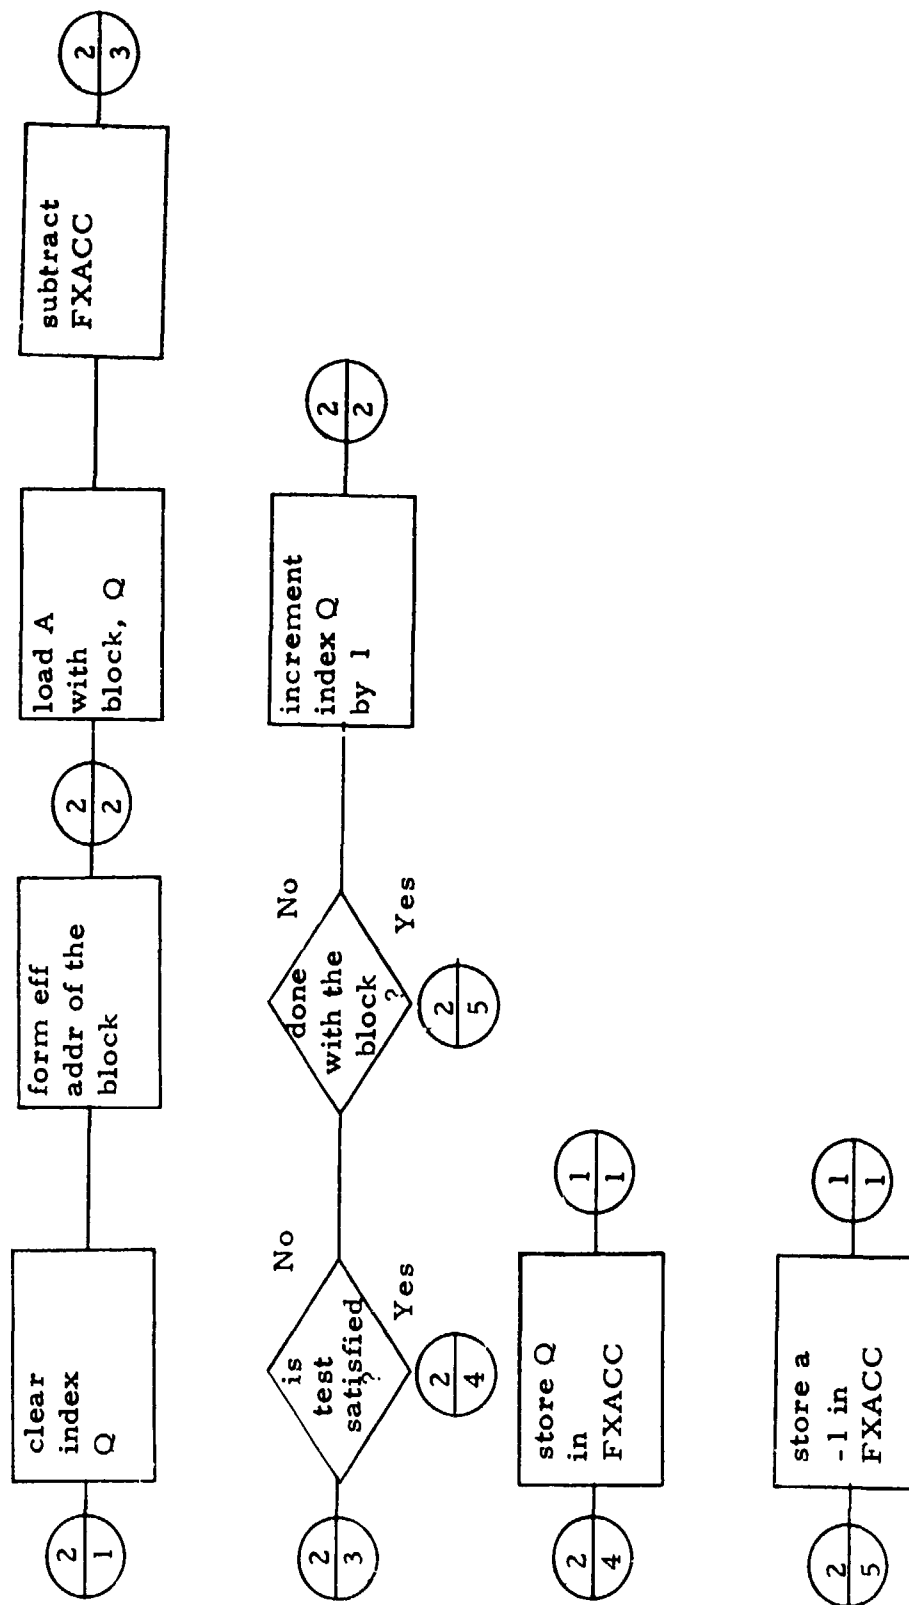 2
1
clear
index
Q
form eff
addr of the
block
2
2
load A
with
block, Q
subtract
FXACC
2
3
2
3
is
test
satisfied
?
No
Yes
2
4
done
with the
block
?
No
Yes
2
5
increment
index Q
by 1
2
2
2
4
store Q
in
FXACC
1
1
2
5
store a
-1 in
FXACC
1
1